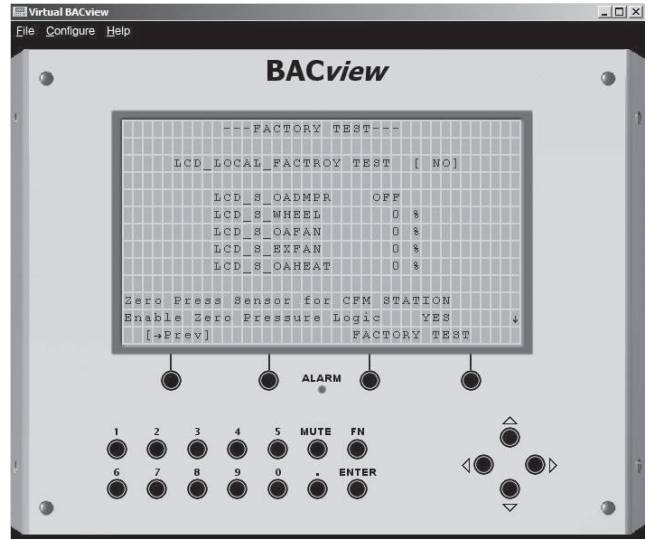 Virtual BACview
File Configure Help
BACview
---FACTORY TEST---
LCD_LOCAL_FACTROY TEST [ NO]
LCD_S_OADMPR OFF
LCD_S_WHEEL 0 %
LCD_S_OAFAN 0 %
LCD_S_EXFAN 0 %
LCD_S_OAHEAT 0 %
Zero Press Sensor for CFM STATION
Enable Zero Pressure Logic YES ↓
[→Prev] FACTORY TEST
ALARM
1 2 3 4 5 MUTE FN
6 7 8 9 0 . ENTER